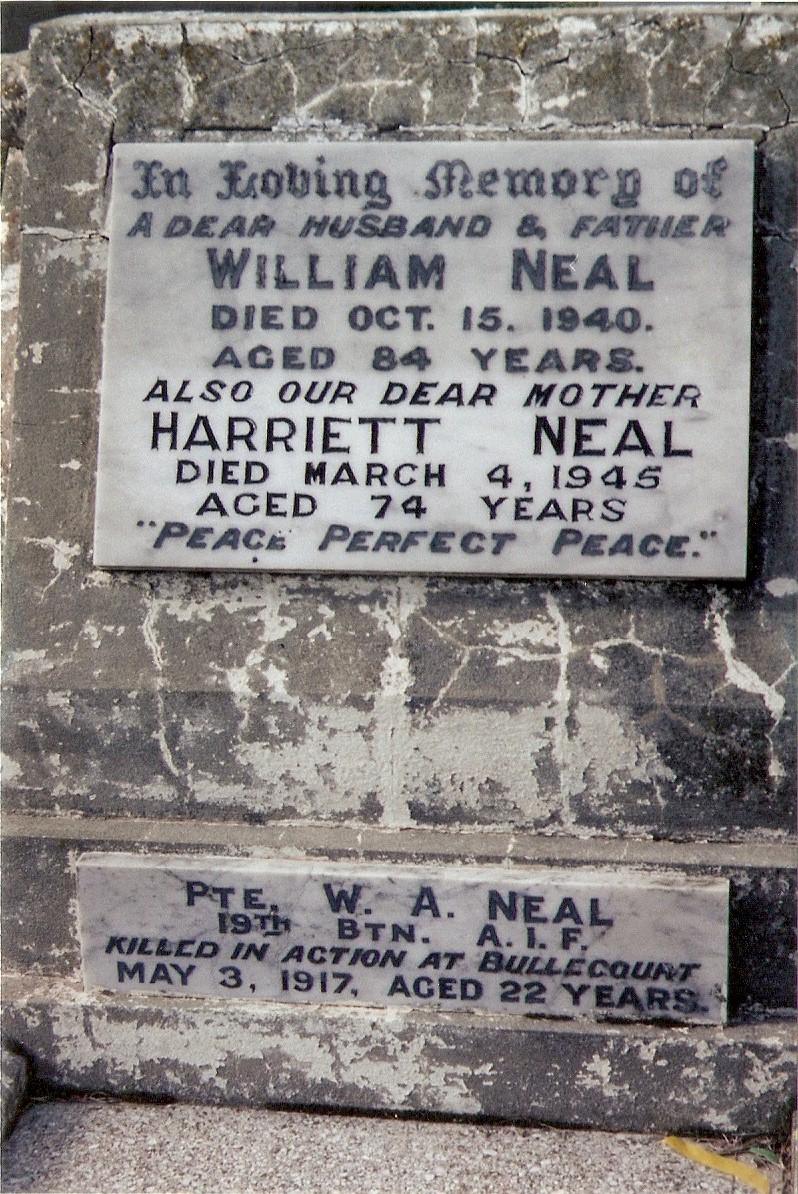 In Loving Memory of
A DEAR HUSBAND & FATHER
WILLIAM NEAL
DIED OCT. 15. 1940.
AGED 84 YEARS.
ALSO OUR DEAR MOTHER
HARRIETT NEAL
DIED MARCH 4, 1945
AGED 74 YEARS
"PEACE PERFECT PEACE."
PTE. W. A. NEAL
19TH BTN. A. I. F.
KILLED IN ACTION AT BULLECOURT
MAY 3, 1917, AGED 22 YEARS.